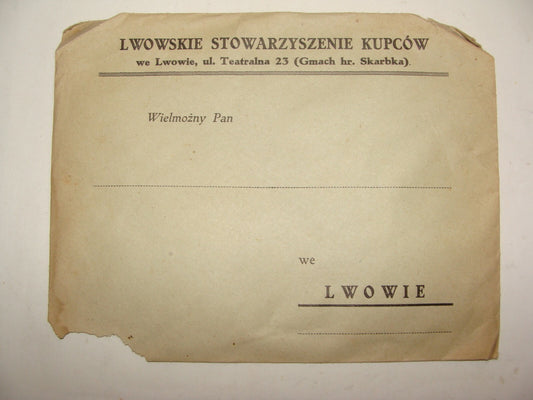 LWOWSKIE STOWARZYSZENIE KUPCÓW
we Lwowie, ul. Teatralna 23 (Gmach hr. Skarbka)
Wielmożny Pan
we
LWOWIE